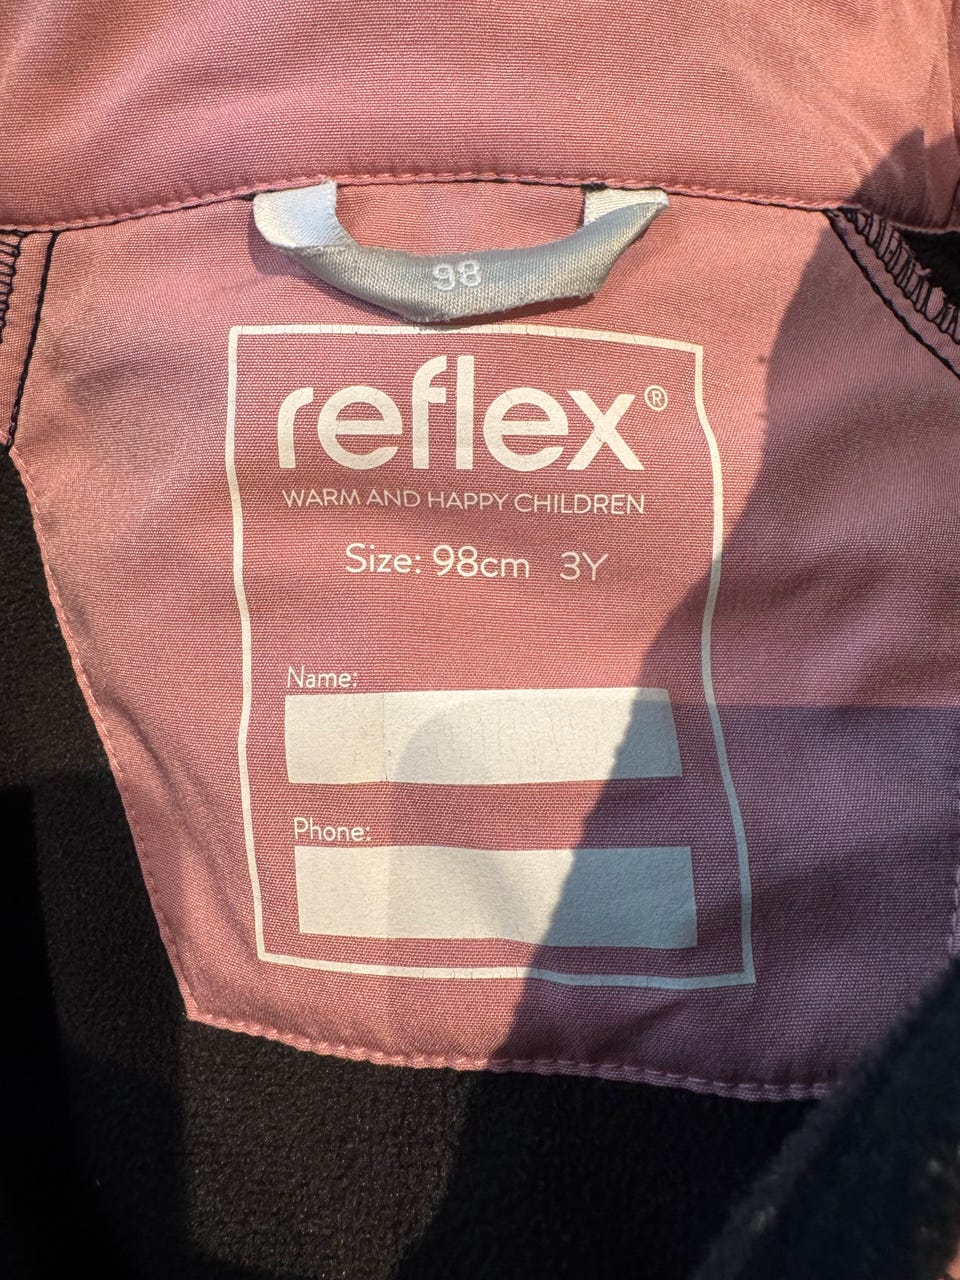 98
reflex®
WARM AND HAPPY CHILDREN
Size: 98cm 3Y
Name:
Phone: